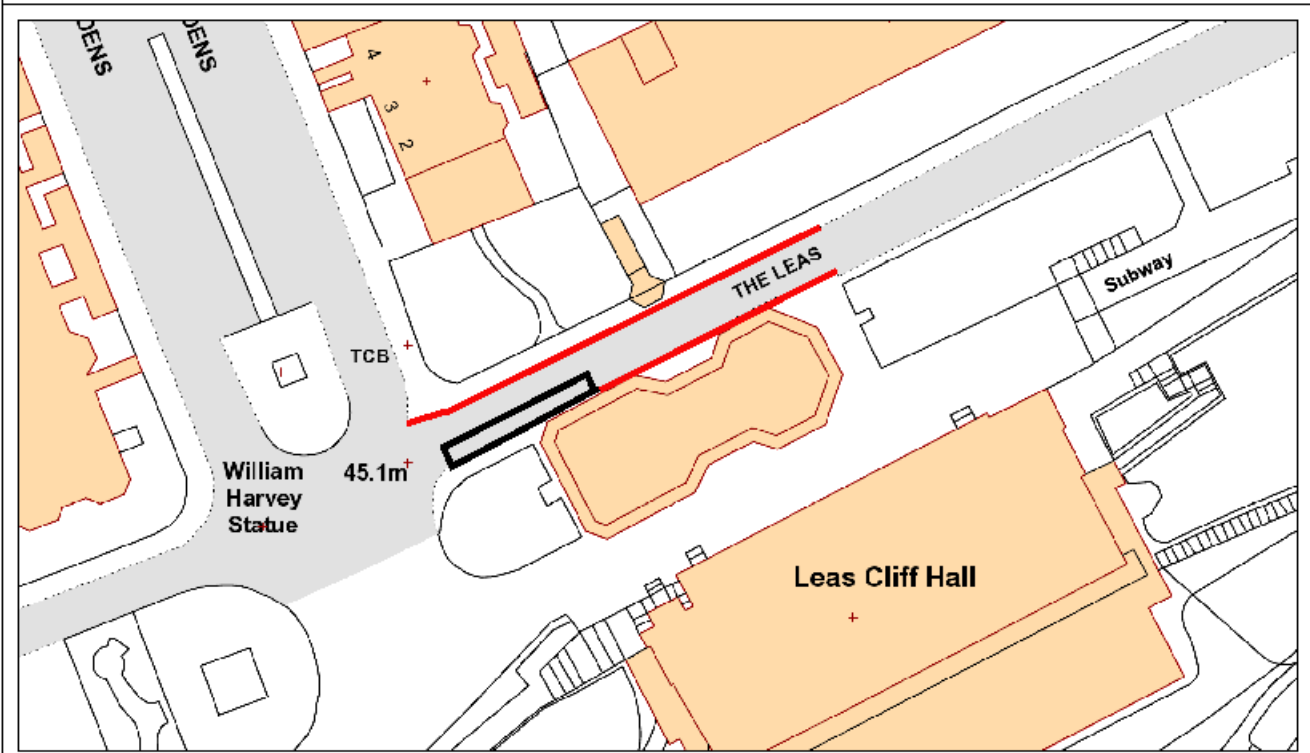 DENS
DENS
4
3
2
THE LEAS
Subway
TCB
William
Harvey
Statue
45.1m
Leas Cliff Hall